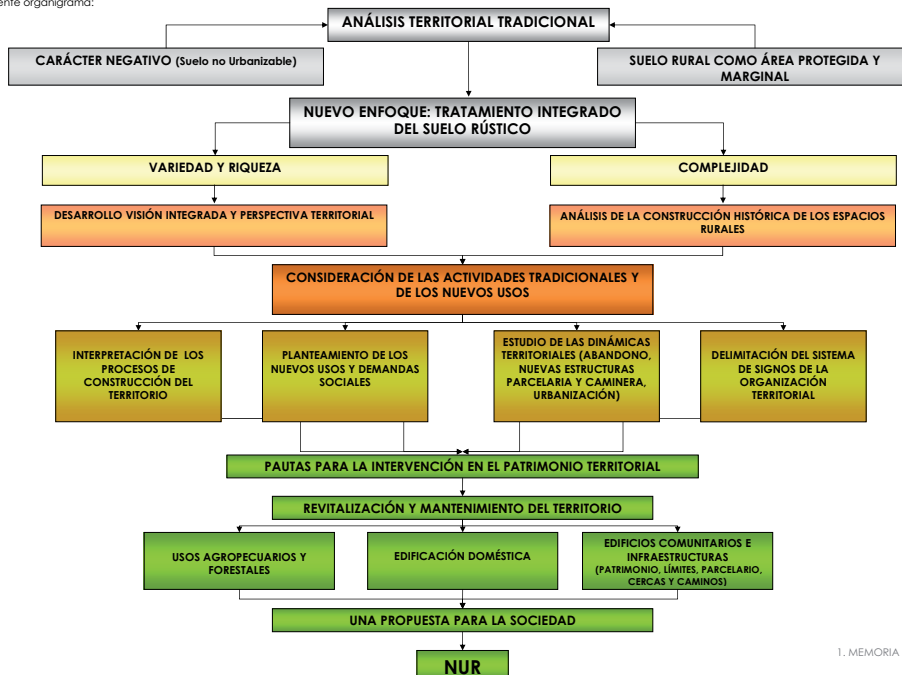 ente organigrama:
ANÁLISIS TERRITORIAL TRADICIONAL
CARÁCTER NEGATIVO (Suelo no Urbanizable)
SUELO RURAL COMO ÁREA PROTEGIDA Y
MARGINAL
NUEVO ENFOQUE: TRATAMIENTO INTEGRADO
DEL SUELO RÚSTICO
VARIEDAD Y RIQUEZA
COMPLEJIDAD
DESARROLLO VISIÓN INTEGRADA Y PERSPECTIVA TERRITORIAL
ANÁLISIS DE LA CONSTRUCCIÓN HISTÓRICA DE LOS ESPACIOS
RURALES
CONSIDERACIÓN DE LAS ACTIVIDADES TRADICIONALES Y
DE LOS NUEVOS USOS
INTERPRETACIÓN DE LOS
PROCESOS DE
CONSTRUCCIÓN DEL
TERRITORIO
PLANTEAMIENTO DE LOS
NUEVOS USOS Y DEMANDAS
SOCIALES
ESTUDIO DE LAS DINÁMICAS
TERRITORIALES (ABANDONO,
NUEVAS ESTRUCTURAS
PARCELARIA Y CAMINERA,
URBANIZACIÓN)
DELIMITACIÓN DEL SISTEMA
DE SIGNOS DE LA
ORGANIZACIÓN
TERRITORIAL
PAUTAS PARA LA INTERVENCIÓN EN EL PATRIMONIO TERRITORIAL
REVITALIZACIÓN Y MANTENIMIENTO DEL TERRITORIO
USOS AGROPECUARIOS Y
FORESTALES
EDIFICACIÓN DOMÉSTICA
EDIFICIOS COMUNITARIOS E
INFRAESTRUCTURAS
(PATRIMONIO, LÍMITES, PARCELARIO,
CERCAS Y CAMINOS)
UNA PROPUESTA PARA LA SOCIEDAD
NUR
1. MEMORIA